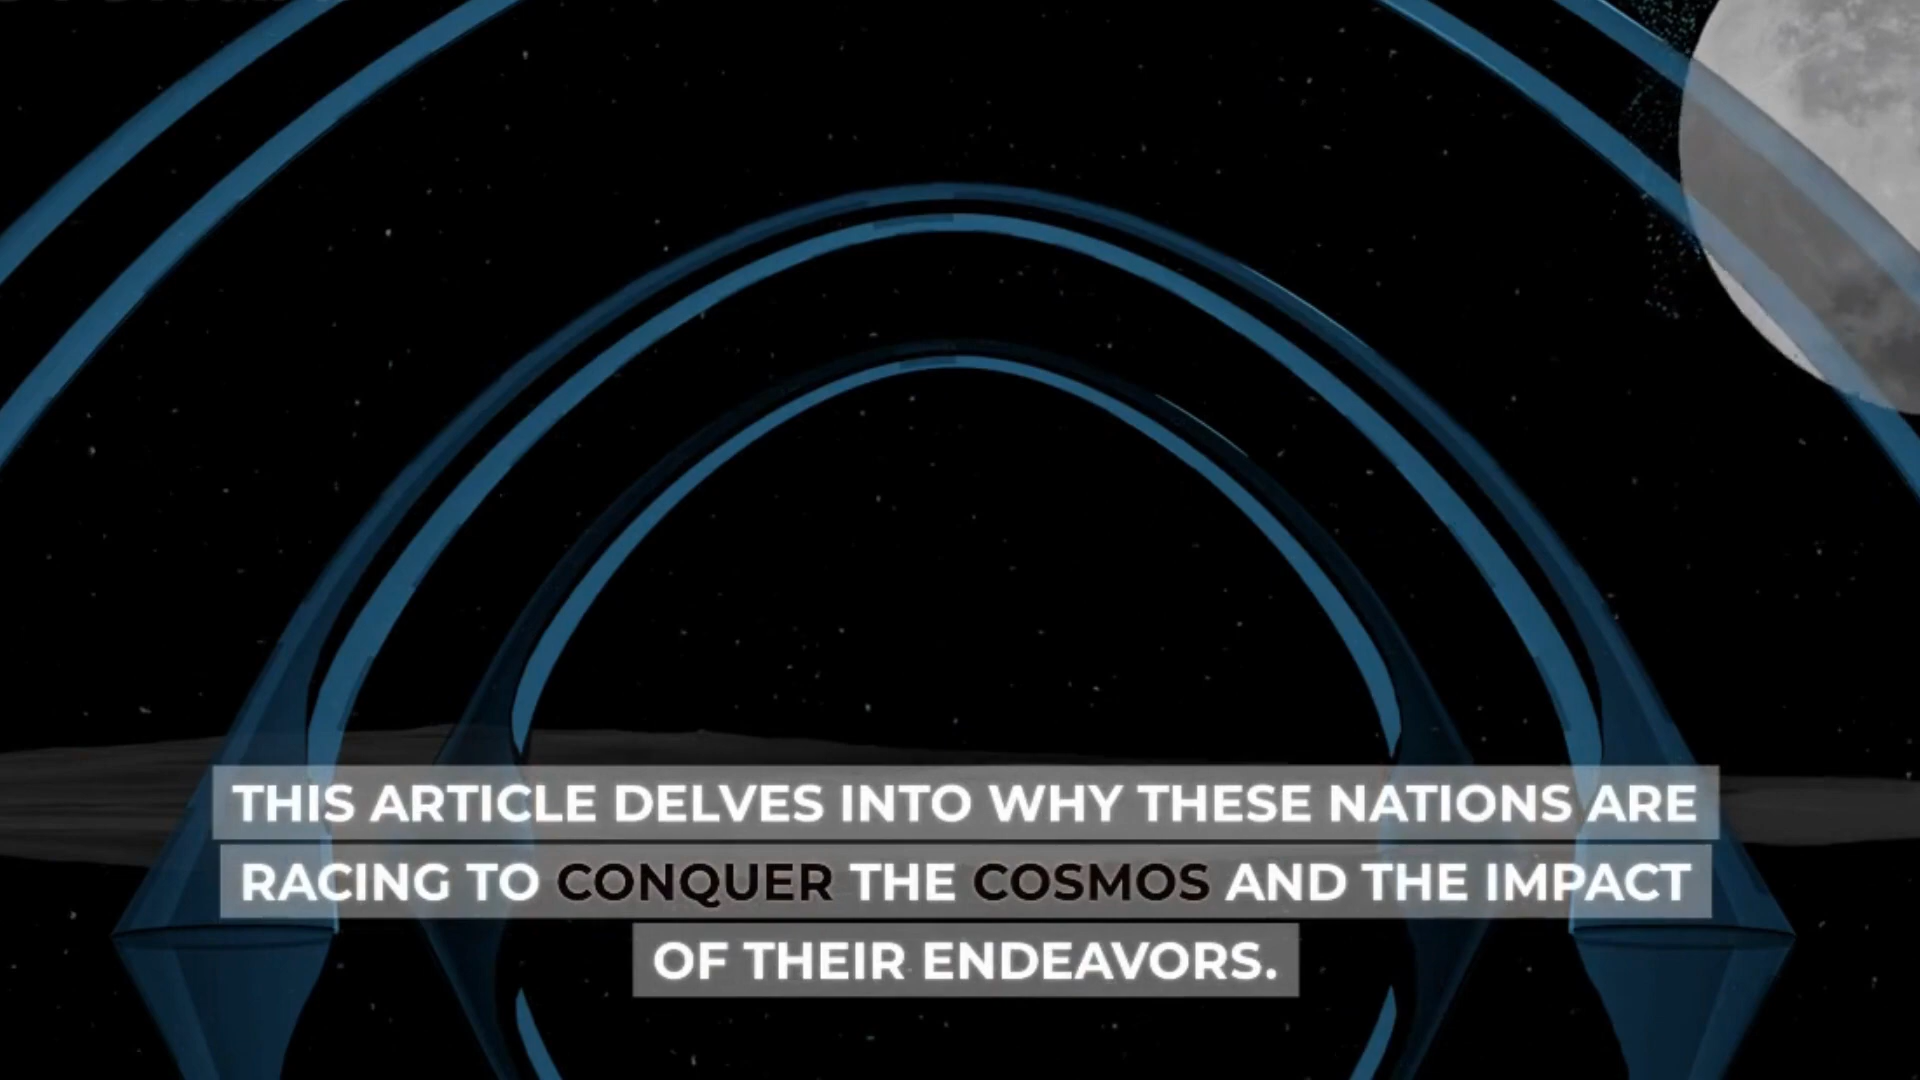 THIS ARTICLE DELVES INTO WHY THESE NATIONS ARE
RACING TO CONQUER THE COSMOS AND THE IMPACT
OF THEIR ENDEAVORS.